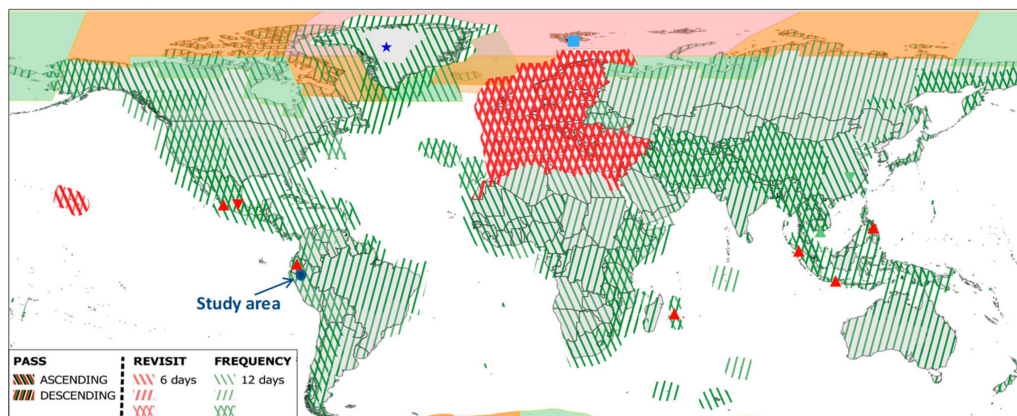 Study area
PASS REVISIT FREQUENCY
ASCENDING 6 days 12 days
DESCENDING